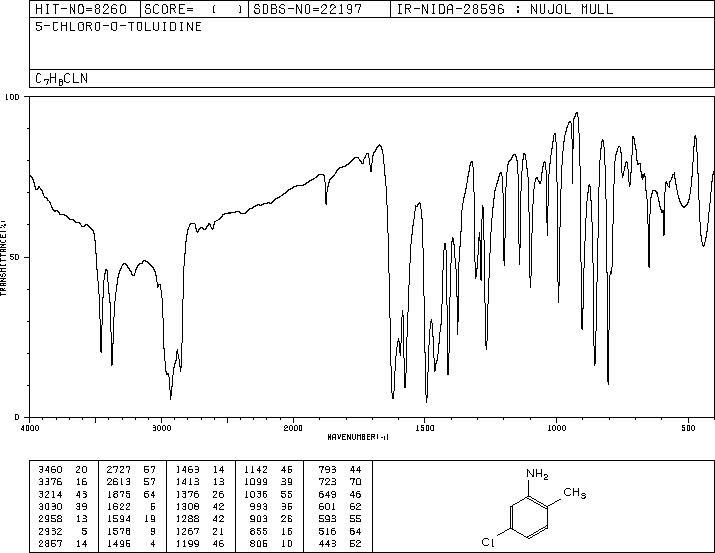 HIT-NO=8260 SCORE= ( ) SDBS-NO=22197 IR-NIDA-28596 : NUJOL MULL
5-CHLORO-O-TOLUIDINE
C7H8CLN
100
50
0
TRANSMITTANCE(%)
4000 3000 2000 1500 1000 500
WAVENUMBER(-1)
3460 20 2727 57 1463 14 1142 46 793 44
3376 16 2613 57 1413 13 1099 39 723 70
3214 43 1875 64 1376 26 1036 55 649 46
3030 39 1622 6 1308 42 993 36 601 62
2958 13 1594 19 1288 42 903 26 593 55
2932 5 1578 9 1267 21 855 16 516 64
2857 14 1495 4 1199 46 806 10 443 52
NH2
CH3
Cl